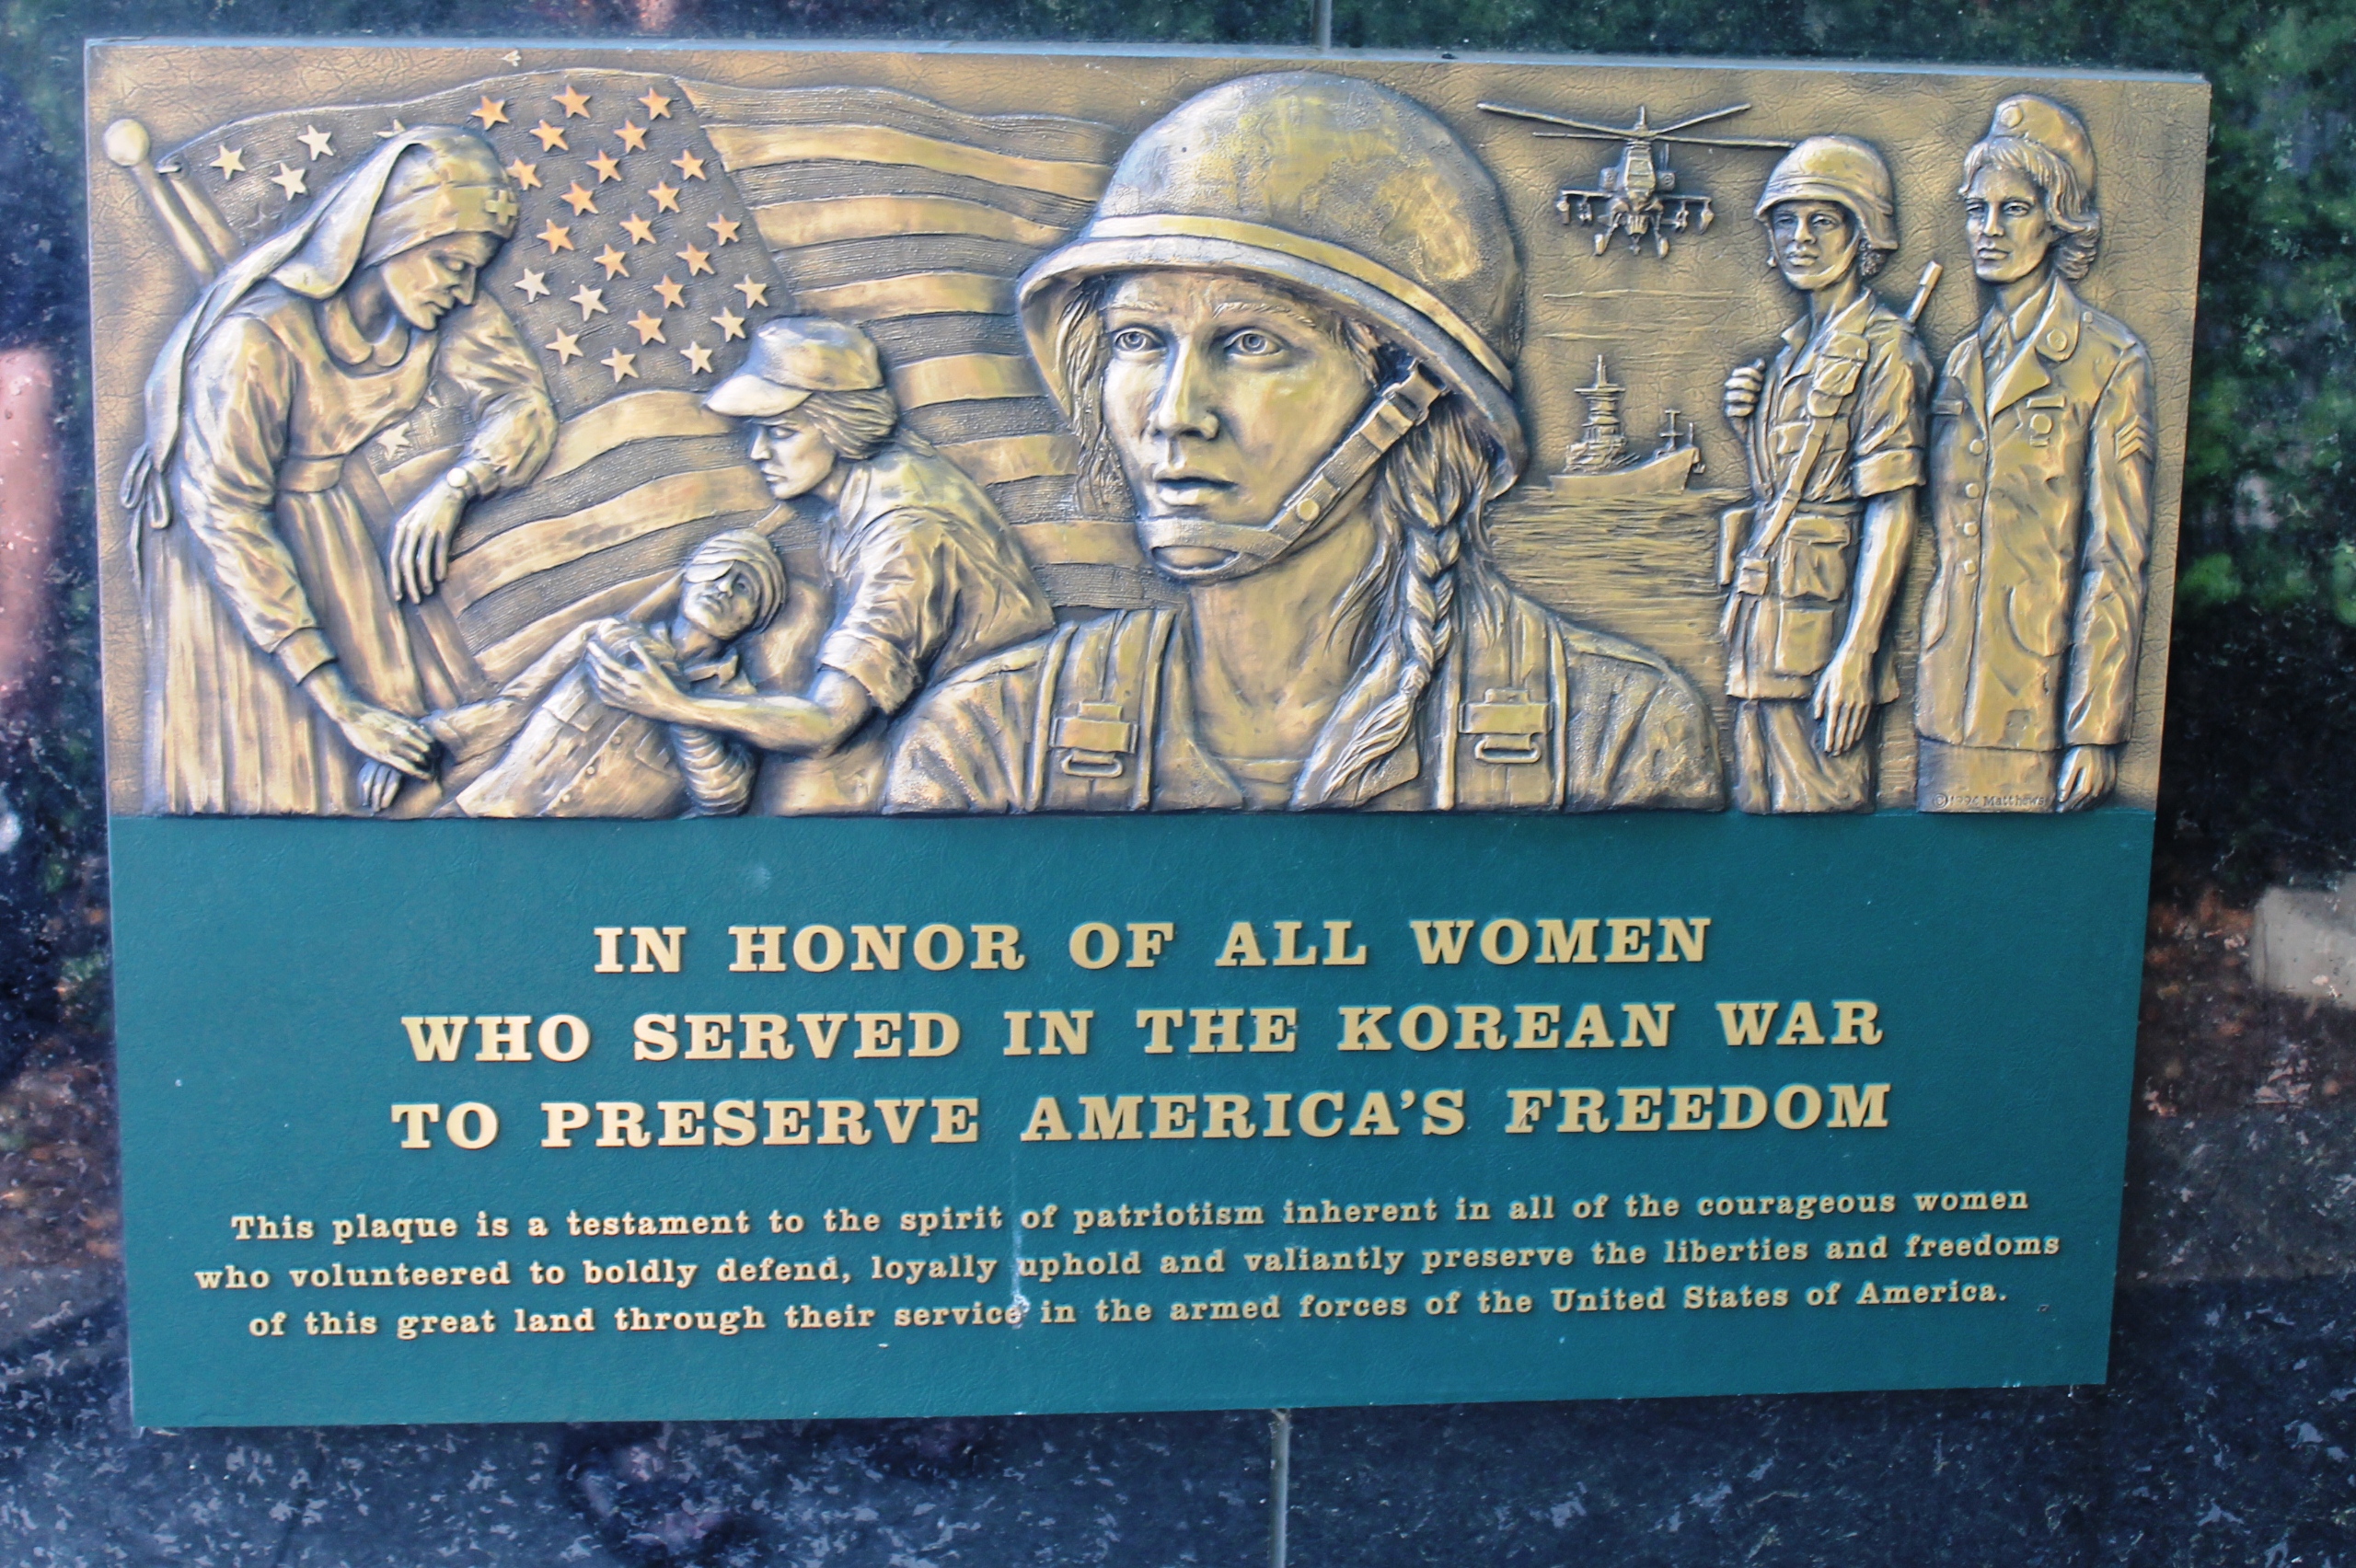 ©1996 Matthews
IN HONOR OF ALL WOMEN
WHO SERVED IN THE KOREAN WAR
TO PRESERVE AMERICA'S FREEDOM
This plaque is a testament to the spirit of patriotism inherent in all of the courageous women
who volunteered to boldly defend, loyally uphold and valiantly preserve the liberties and freedoms
of this great land through their service in the armed forces of the United States of America.